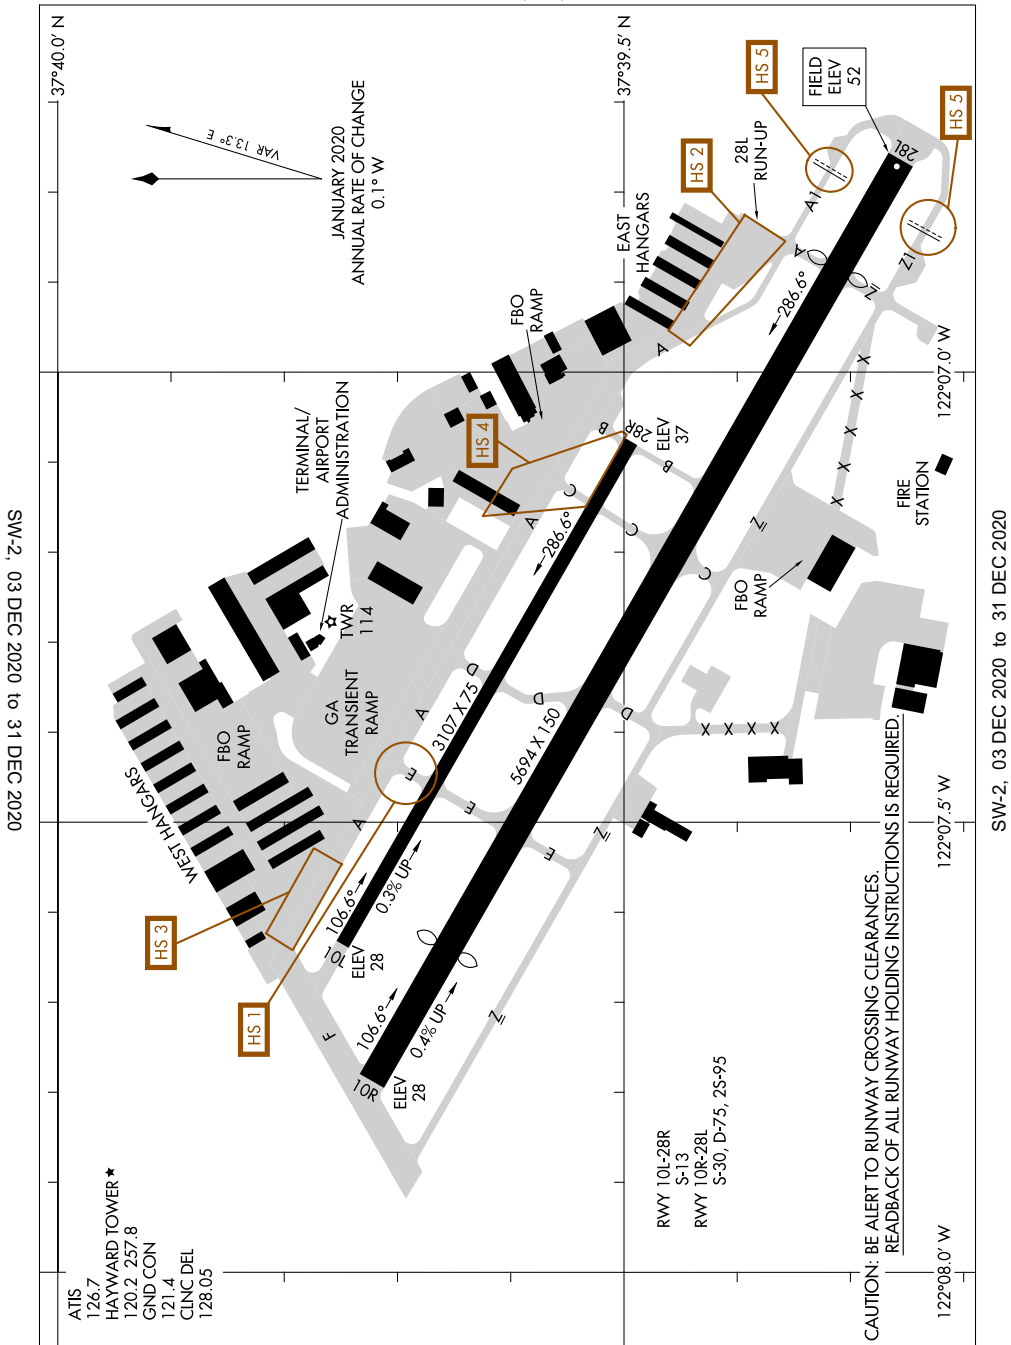 SW-2, 03 DEC 2020 to 31 DEC 2020
ATIS
126.7
HAYWARD TOWER★
120.2 257.8
GND CON
121.4
CLNC DEL
128.05
37°40.0' N
37°39.5' N
VAR 13.3° E
JANUARY 2020
ANNUAL RATE OF CHANGE
0.1° W
HS 5
FIELD
ELEV
52
HS 5
HS 2
28L
RUN-UP
28L
A1
Z1
A
Z
EAST
HANGARS
286.6°
FBO
RAMP
A
122°07.0' W
TERMINAL/
AIRPORT
ADMINISTRATION
HS 4
B
28R
ELEV
37
B
X
X
X
X
X
C
A
286.6°
C
C
Z
FIRE
STATION
FBO
RAMP
TWR
114
GA
TRANSIENT
RAMP
D
D
D
A
3107 X 75
5694 X 150
X X X X
FBO
RAMP
WEST HANGARS
E
E
E
A
Z
122°07.5' W
HS 3
106.6°
0.3% UP
10L
ELEV
28
HS 1
F
106.6°
0.4% UP
10R
ELEV
28
Z
RWY 10L-28R
S-13
RWY 10R-28L
S-30, D-75, 2S-95
CAUTION: BE ALERT TO RUNWAY CROSSING CLEARANCES.
READBACK OF ALL RUNWAY HOLDING INSTRUCTIONS IS REQUIRED.
122°08.0' W
SW-2, 03 DEC 2020 to 31 DEC 2020